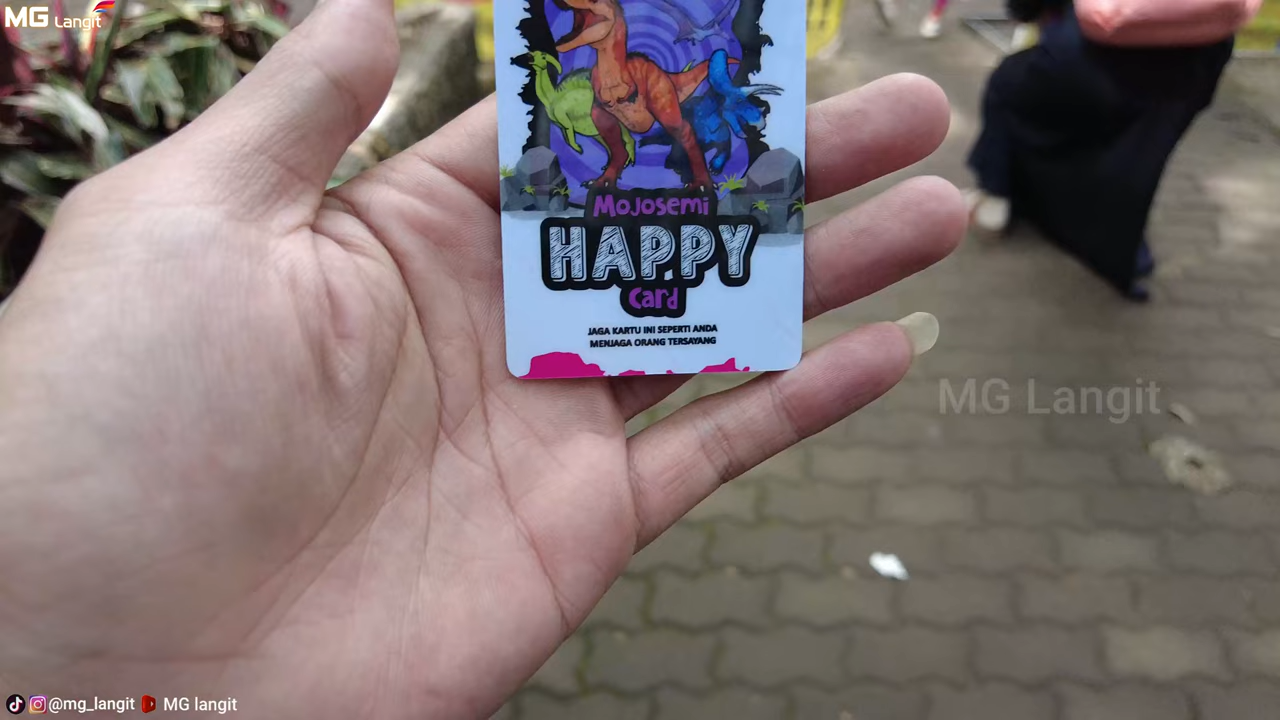 MG Langit
Mojosemi
HAPPY
Card
JAGA KARTU INI SEPERTI ANDA
MENJAGA ORANG TERSAYANG
MG Langit
@mg_langit MG langit